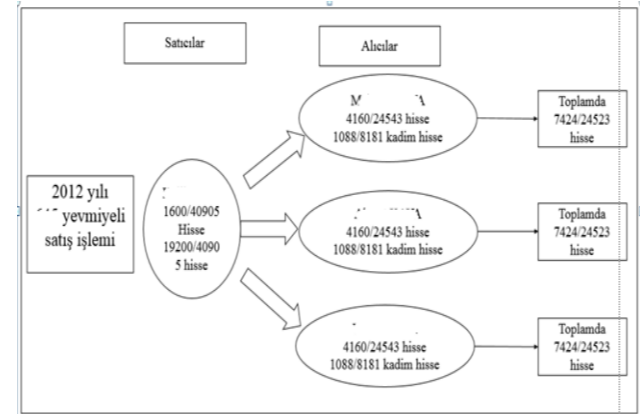 Satıcılar
Alıcılar
2012 yılı
yevmiyeli
satış işlemi
1600/40905
Hisse
19200/4090
5 hisse
4160/24543 hisse
1088/8181 kadim hisse
Toplamda
7424/24523
hisse
4160/24543 hisse
1088/8181 kadim hisse
Toplamda
7424/24523
hisse
4160/24543 hisse
1088/8181 kadim hisse
Toplamda
7424/24523
hisse